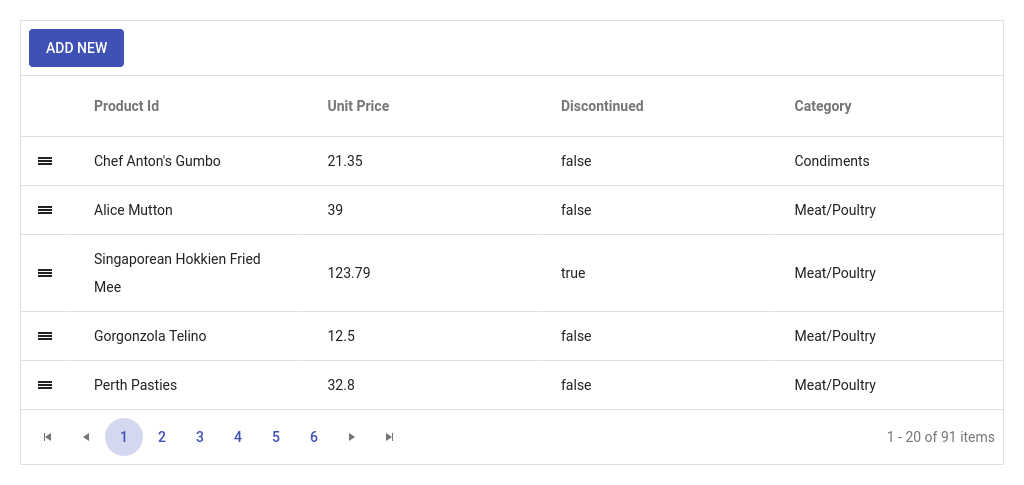 ADD NEW
Product Id Unit Price Discontinued Category
Chef Anton's Gumbo 21.35 false Condiments
Alice Mutton 39 false Meat/Poultry
Singaporean Hokkien Fried
Mee 123.79 true Meat/Poultry
Gorgonzola Telino 12.5 false Meat/Poultry
Perth Pasties 32.8 false Meat/Poultry
1 2 3 4 5 6 1 - 20 of 91 items